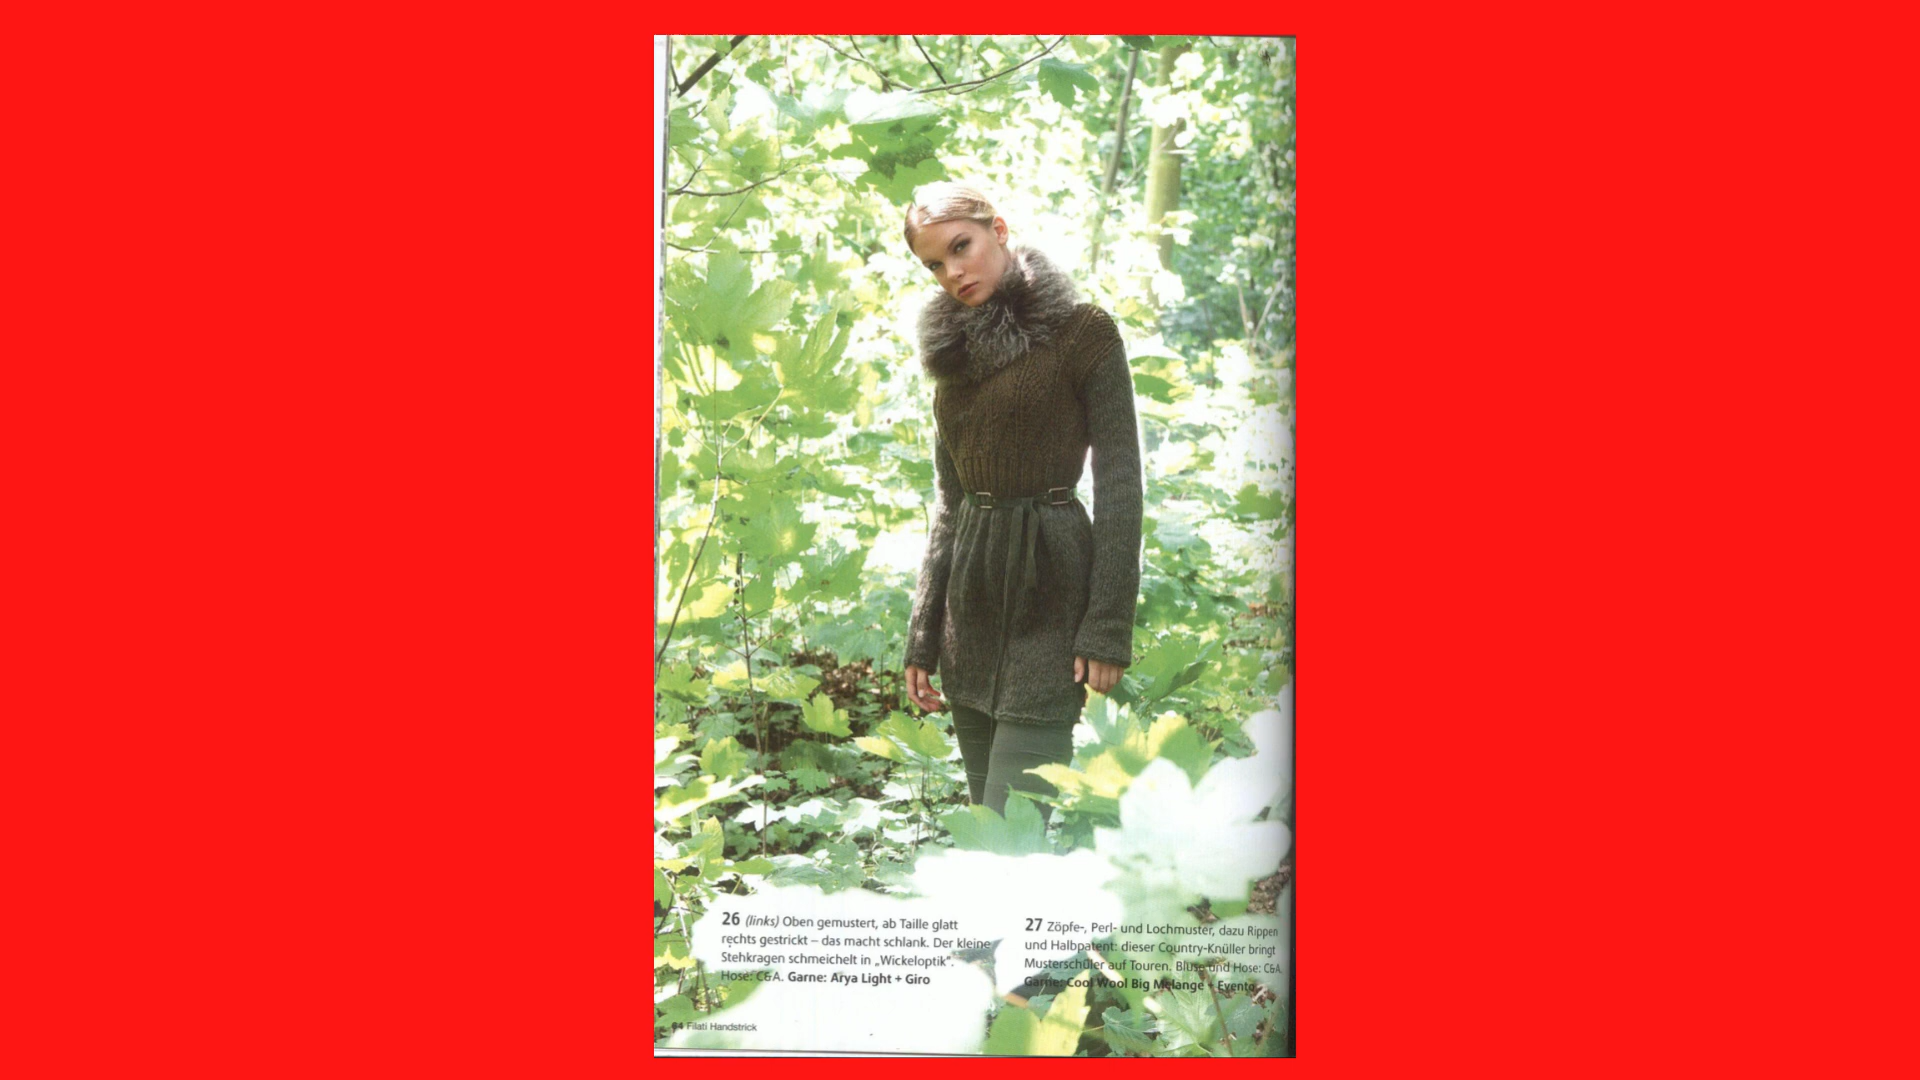 26 (links) Oben gemustert, ab Taille glatt
rechts gestrickt – das macht schlank. Der kleine
Stehkragen schmeichelt in „Wickeloptik“.
Hose: C&A. Garne: Arya Light + Giro
27 Zöpfe-, Perl- und Lochmuster, dazu Rippen
und Halbpatent: dieser Country-Knüller bringt
Musterschüler auf Touren. Bluse und Hose: C&A.
Garne: Cool Wool Big Melange + Evento
64 Filati Handstrick